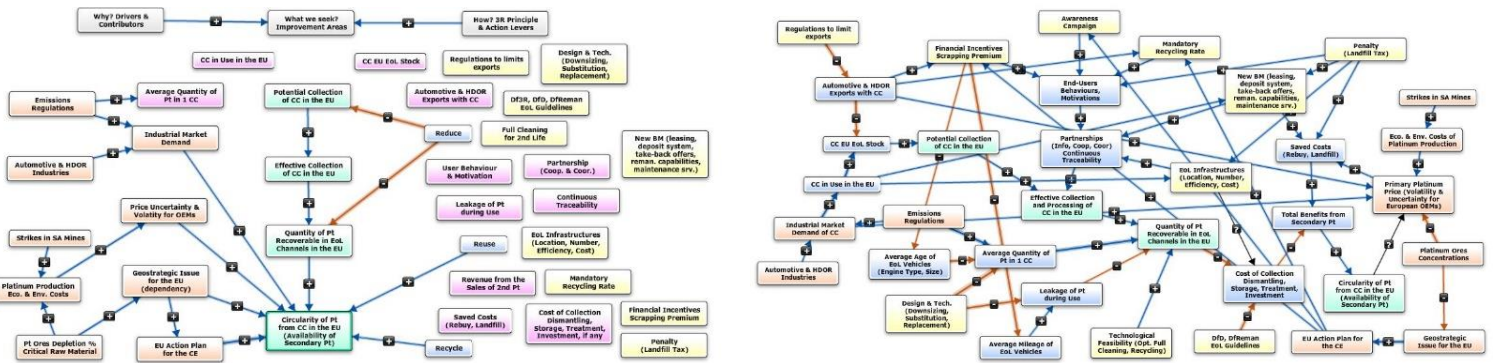 Why? Drivers &
Contributors
What we seek?
Improvement Areas
How? 3R Principle
& Action Levers
CC in Use in the EU
CC EU EoL Stock
Regulations to limits
exports
Design & Tech.
(Downsizing,
Substitution,
Replacement)
Emissions
Regulations
+
Average Quantity of
Pt in 1 CC
Potential Collection
of CC in the EU
Automotive & HDOR
Exports with CC
Df3R, DfD, DfReman
EoL Guidelines
+
Industrial Market
Demand
+
-
Reduce
Full Cleaning
for 2nd Life
New BM (leasing,
deposit system,
take-back offers,
reman. capabilities,
maintenance srv.)
Automotive & HDOR
Industries
+
Effective Collection
of CC in the EU
User Behaviour
& Motivation
Partnership
(Coop. & Coor.)
-
Price Uncertainty &
Volatity for OEMs
+
Leakage of Pt
during Use
Continuous
Traceability
Strikes in SA Mines
+
Quantity of Pt
Recoverable in EoL
Channels in the EU
Reuse
EoL Infrastructures
(Location, Number,
Efficiency, Cost)
+
Platinum Production
Eco. & Env. Costs
Geostrategic Issue
for the EU
(dependency)
+
+
+
+
Revenue from the
Sales of 2nd Pt
Mandatory
Recycling Rate
+
+
+
Pt Ores Depletion %
Critical Raw Material
EU Action Plan
for the CE
+
Circularity of Pt
from CC in the EU
(Availability of
Secondary Pt)
+
Recycle
Saved Costs
(Rebuy, Landfill)
Cost of Collection
Dismantling,
Storage, Treatment,
Investment, if any
Financial Incentives
Scrapping Premium
Penalty
(Landfill Tax)
Regulations to limit
exports
Awareness
Campaign
Financial Incentives
Scrapping Premium
Mandatory
Recycling Rate
Penalty
(Landfill Tax)
Automotive & HDOR
Exports with CC
End-Users
Behaviours,
Motivations
New BM (leasing,
deposit system,
take-back offers,
reman. capabilities,
maintenance srv.)
Strikes in SA Mines
CC EU EoL Stock
Potential Collection
of CC in the EU
Partnerships
(Info, Coop, Coor)
Continuous
Traceability
Saved Costs
(Rebuy, Landfill)
Eco. & Env. Costs of
Platinum Production
CC in Use in the EU
EoL Infrastructures
(Location, Number,
Efficiency, Cost)
Primary Platinum
Price (Volatility &
Uncertainty for
European OEMs)
Industrial Market
Demand of CC
Emissions
Regulations
Effective Collection
and Processing of
CC in the EU
Total Benefits from
Secondary Pt
Quantity of Pt
Recoverable in EoL
Channels in the EU
Platinum Ores
Concentrations
Automotive & HDOR
Industries
Average Age of
EoL Vehicles
(Engine Type, Size)
Average Quantity of
Pt in 1 CC
Cost of Collection
Dismantling,
Storage, Treatment,
Investment
Circularity of Pt
from CC in the EU
(Availability of
Secondary Pt)
Design & Tech.
(Downsizing,
Substitution,
Replacement)
Leakage of Pt
during Use
Average Mileage of
EoL Vehicles
Technological
Feasibility (Opt. Full
Cleaning, Recycling)
DfD, DfReman
EoL Guidelines
EU Action Plan for
the CE
Geostrategic
Issue for the EU